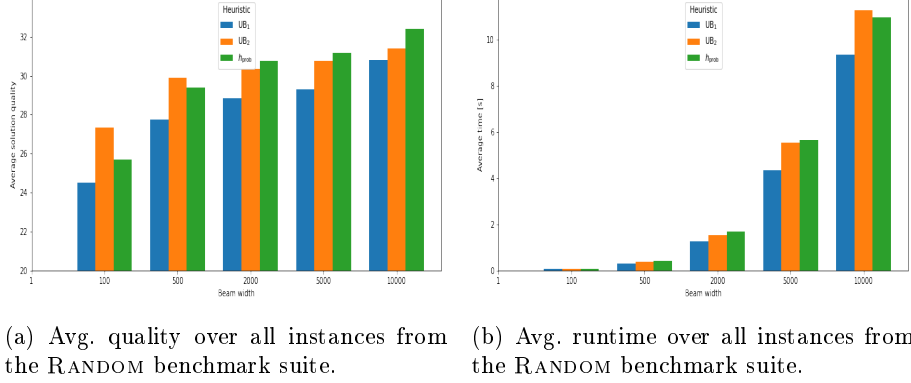 Heuristic
UB1
UB2
hprob
Average solution quality
32
30
28
26
24
22
20
1 100 500 2000 5000 10000
Beam width
Heuristic
UB1
UB2
hprob
Average time [s]
10
8
6
4
2
0
1 100 500 2000 5000 10000
Beam width
(a) Avg. quality over all instances from
the RANDOM benchmark suite.
(b) Avg. runtime over all instances from
the RANDOM benchmark suite.